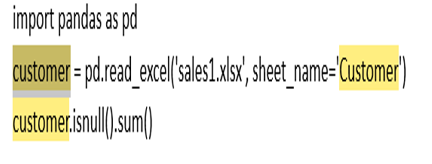 import pandas as pd
customer = pd.read_excel('sales1.xlsx', sheet_name='Customer')
customer.isnull().sum()